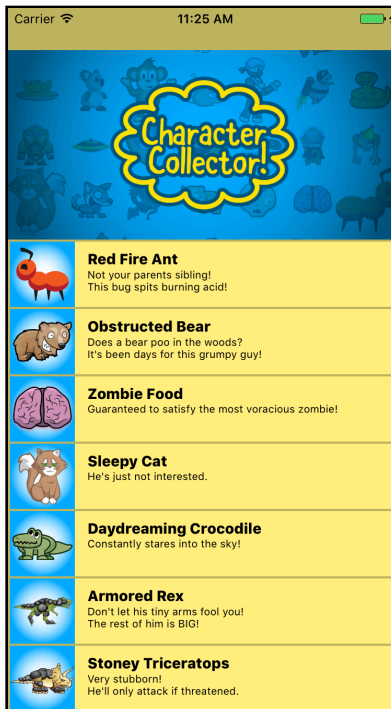 Carrier
11:25 AM
Character
Collector!
Red Fire Ant
Not your parents sibling!
This bug spits burning acid!
Obstructed Bear
Does a bear poo in the woods?
It's been days for this grumpy guy!
Zombie Food
Guaranteed to satisfy the most voracious zombie!
Sleepy Cat
He's just not interested.
Daydreaming Crocodile
Constantly stares into the sky!
Armored Rex
Don't let his tiny arms fool you!
The rest of him is BIG!
Stoney Triceratops
Very stubborn!
He'll only attack if threatened.